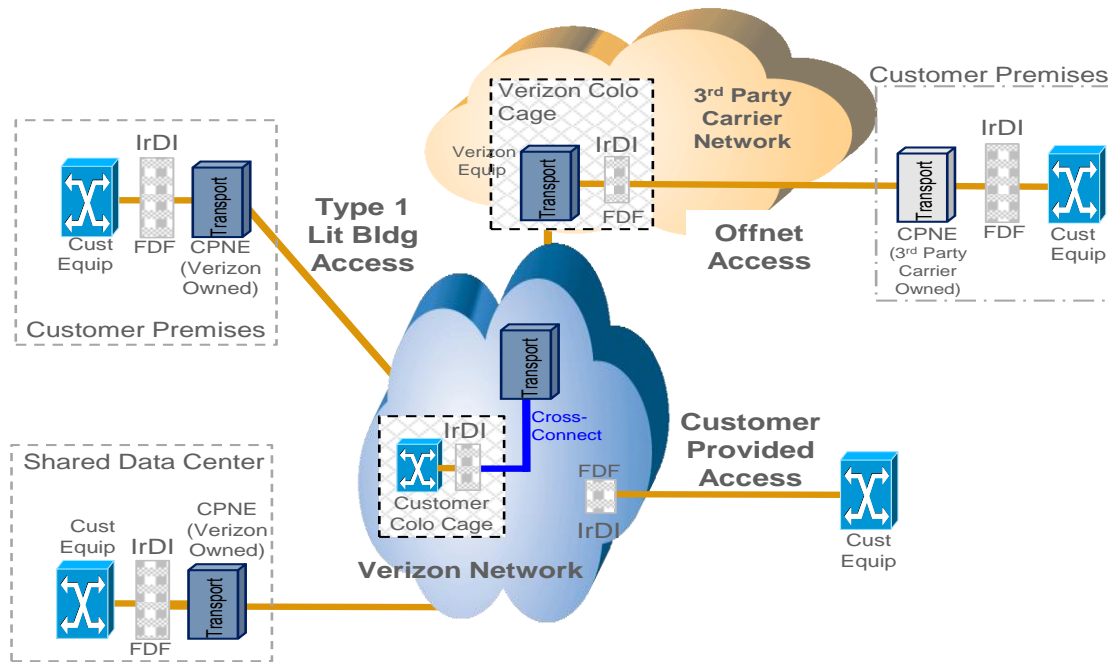 Customer Premises
Verizon Colo
Cage
3rd Party
Carrier
Network
IrDI
Transport
Cust
Equip
FDF
CPNE
(Verizon
Owned)
Customer Premises
Type 1
Lit Bldg
Access
Verizon
Equip
Transport
IrDI
FDF
Offnet
Access
IrDI
Transport
CPNE
(3rd Party
Carrier
Owned)
FDF
Cust
Equip
Transport
Cross-
Connect
IrDI
Customer
Colo Cage
Verizon Network
FDF
IrDI
Customer
Provided
Access
Cust
Equip
Shared Data Center
Cust
Equip
IrDI
CPNE
(Verizon
Owned)
FDF
Transport